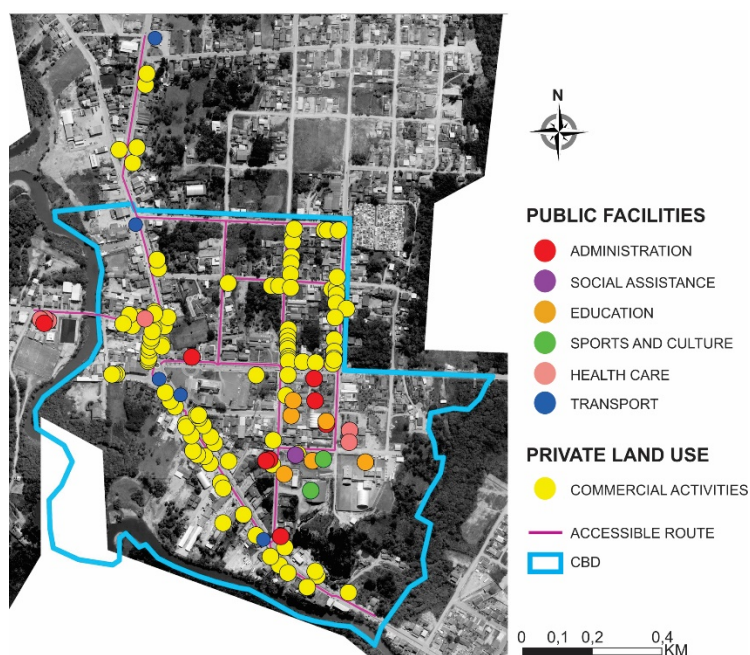 N
PUBLIC FACILITIES
ADMINISTRATION
SOCIAL ASSISTANCE
EDUCATION
SPORTS AND CULTURE
HEALTH CARE
TRANSPORT
PRIVATE LAND USE
COMMERCIAL ACTIVITIES
ACCESSIBLE ROUTE
CBD
0 0,1 0,2 0,4
KM